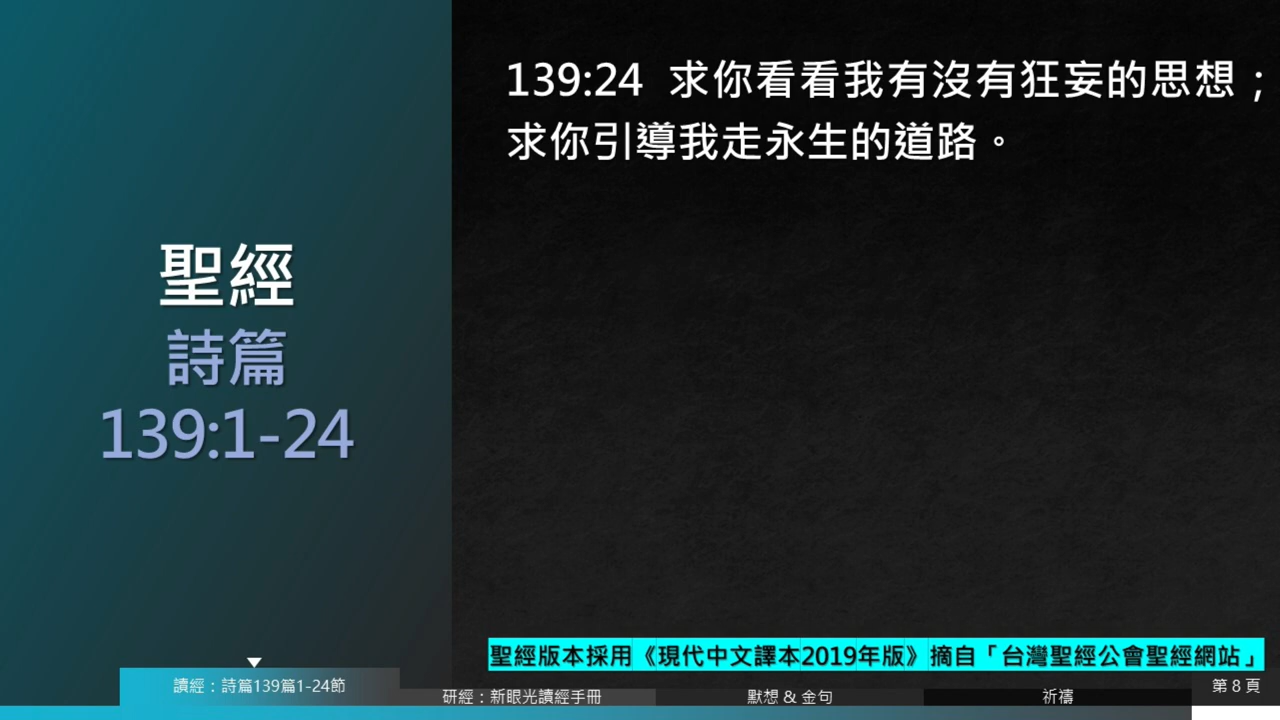 聖經
詩篇
139:1-24
139:24 求你看看我有沒有狂妄的思想；
求你引導我走永生的道路。
聖經版本採用《現代中文譯本2019年版》摘自「台灣聖經公會聖經網站」
讀經：詩篇139篇1-24節
研經：新眼光讀經手冊
默想 & 金句
祈禱
第 8 頁